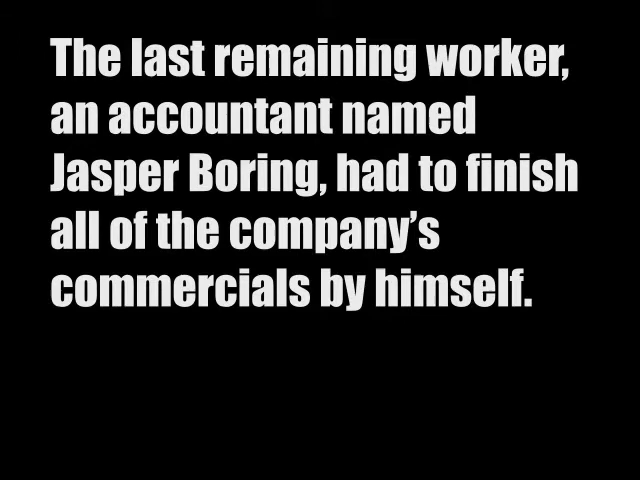 The last remaining worker,
an accountant named
Jasper Boring, had to finish
all of the company’s
commercials by himself.